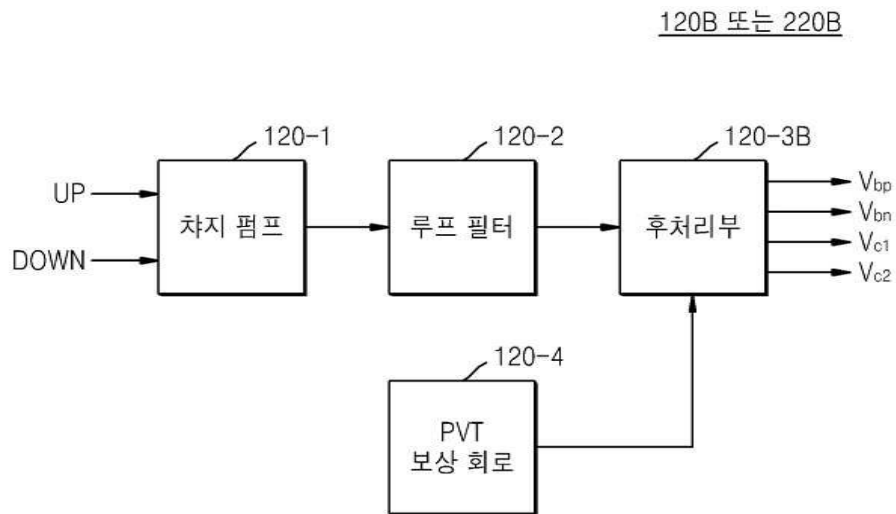 120B 또는 220B
120-1
120-2
120-3B
UP
DOWN
챠지 펌프
루프 필터
후처리부
Vbp
Vbn
Vc1
Vc2
120-4
PVT
보상 회로